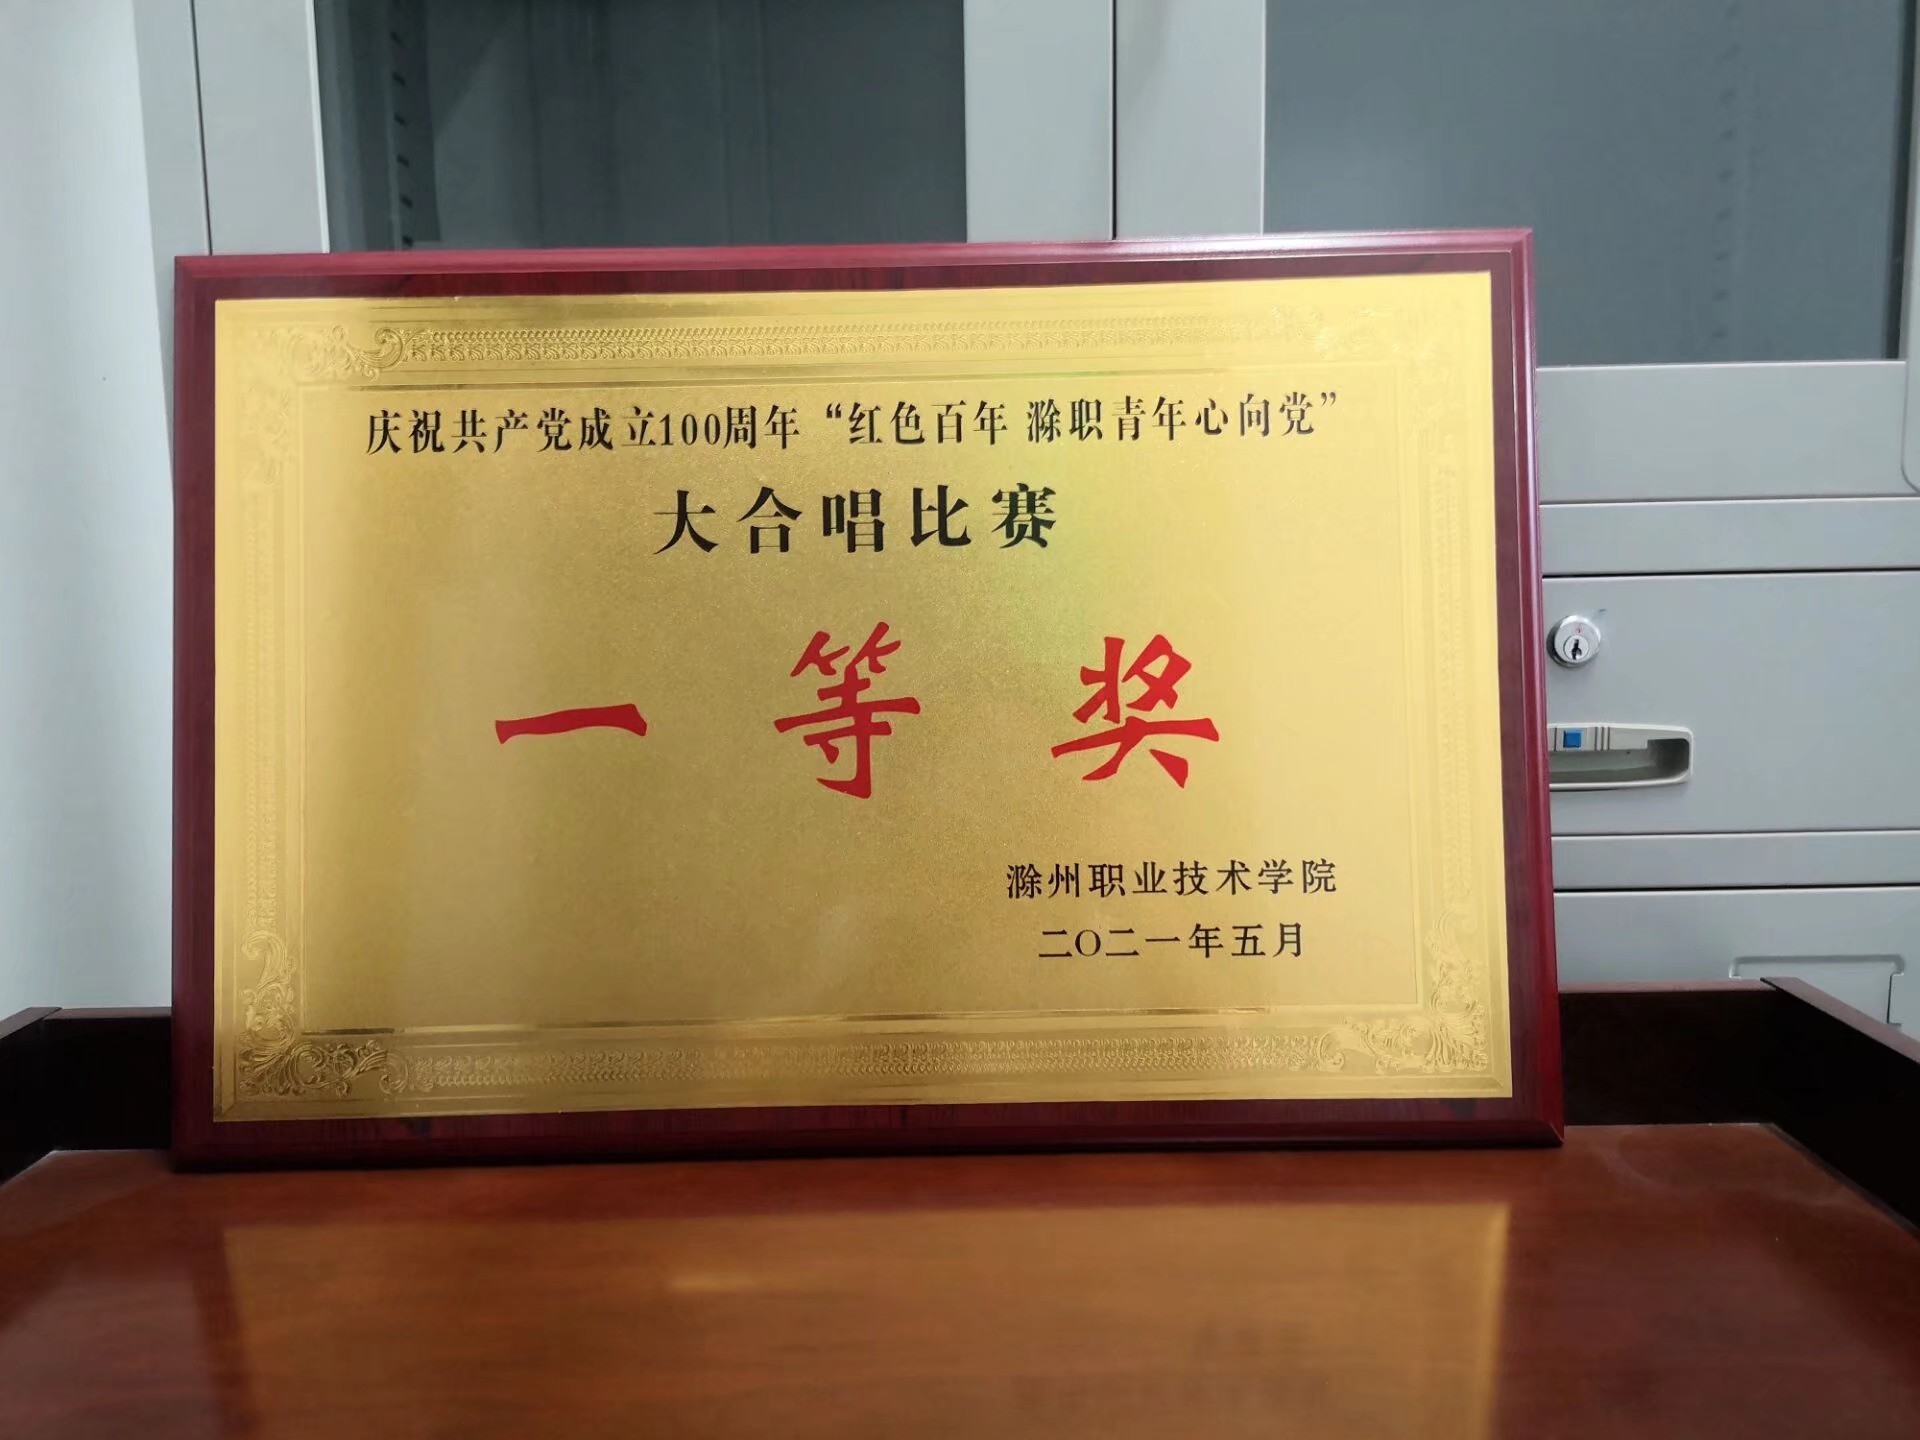 庆祝共产党成立100周年“红色百年 滁职青年心向党”
大合唱比赛
一等奖
滁州职业技术学院
二〇二一年五月